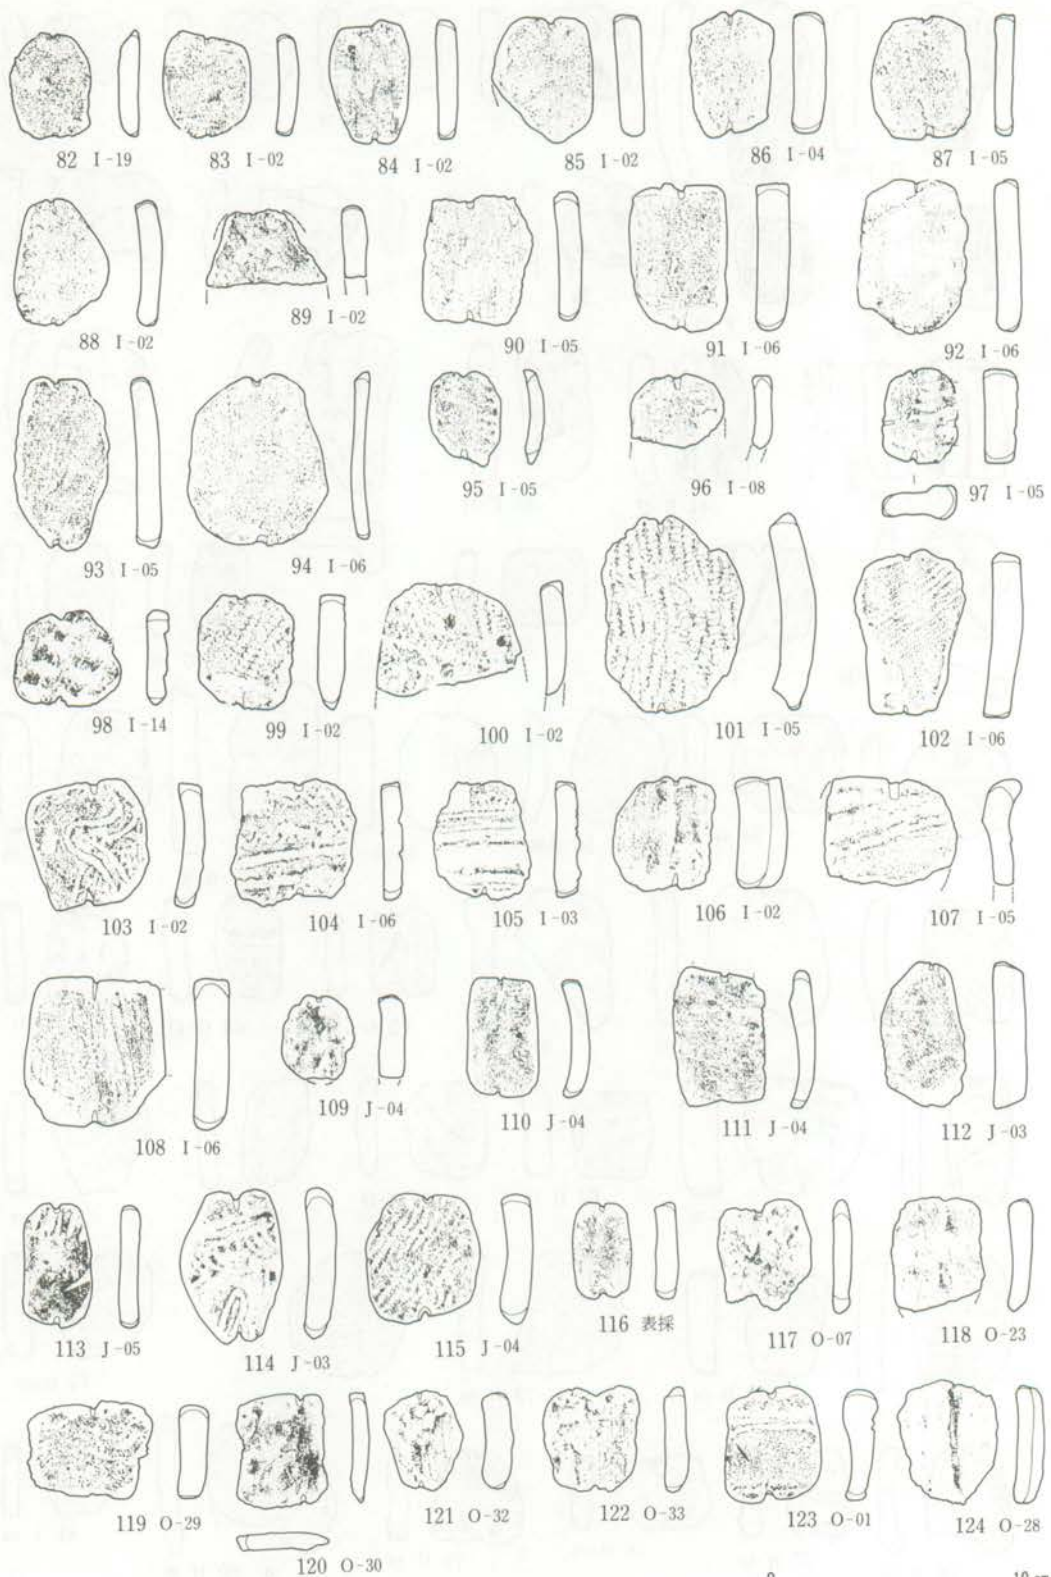 82 I-19 83 I-02 84 I-02 85 I-02 86 I-04 87 I-05
88 I-02 89 I-02 90 I-05 91 I-06 92 I-06
93 I-05 94 I-06 95 I-05 96 I-08 97 I-05
98 I-14 99 I-02 100 I-02 101 I-05 102 I-06
103 I-02 104 I-06 105 I-03 106 I-02 107 I-05
108 I-06 109 J-04 110 J-04 111 J-04 112 J-03
113 J-05 114 J-03 115 J-04 116 表採 117 O-07 118 O-23
119 O-29 120 O-30 121 O-32 122 O-33 123 O-01 124 O-28